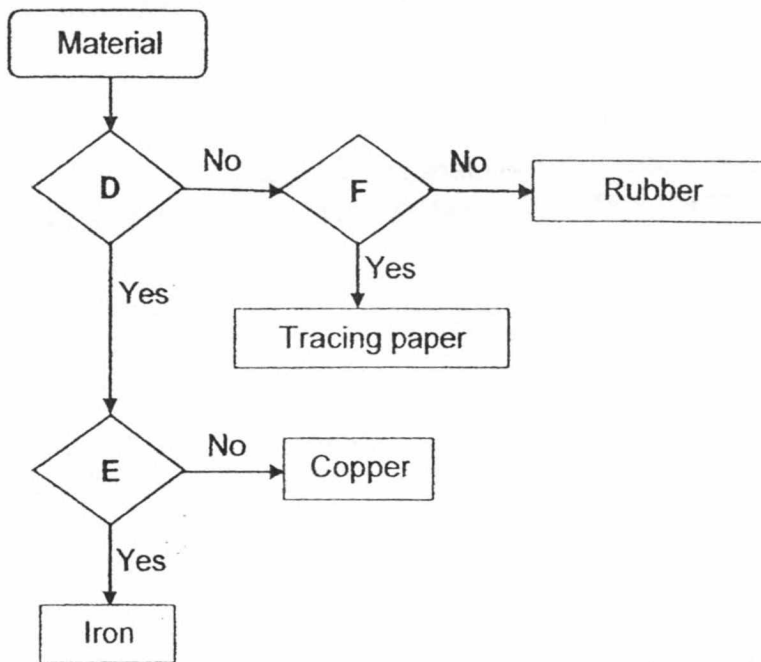 Material
D
No
F
No
Rubber
Yes
Yes
Tracing paper
E
No
Copper
Yes
Iron